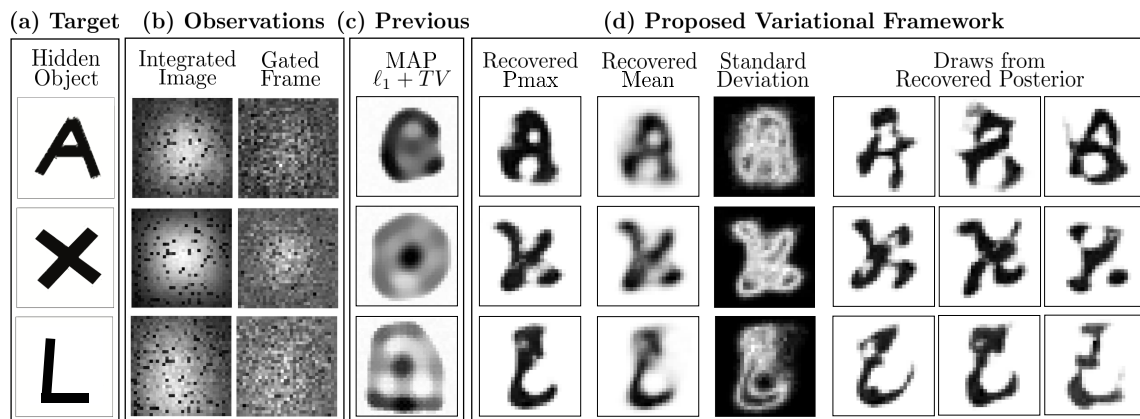 (a) Target
(b) Observations
(c) Previous
(d) Proposed Variational Framework
Hidden
Object
Integrated
Image
Gated
Frame
MAP
ℓ₁ + TV
Recovered
Pmax
Recovered
Mean
Standard
Deviation
Draws from
Recovered Posterior
A
X
L